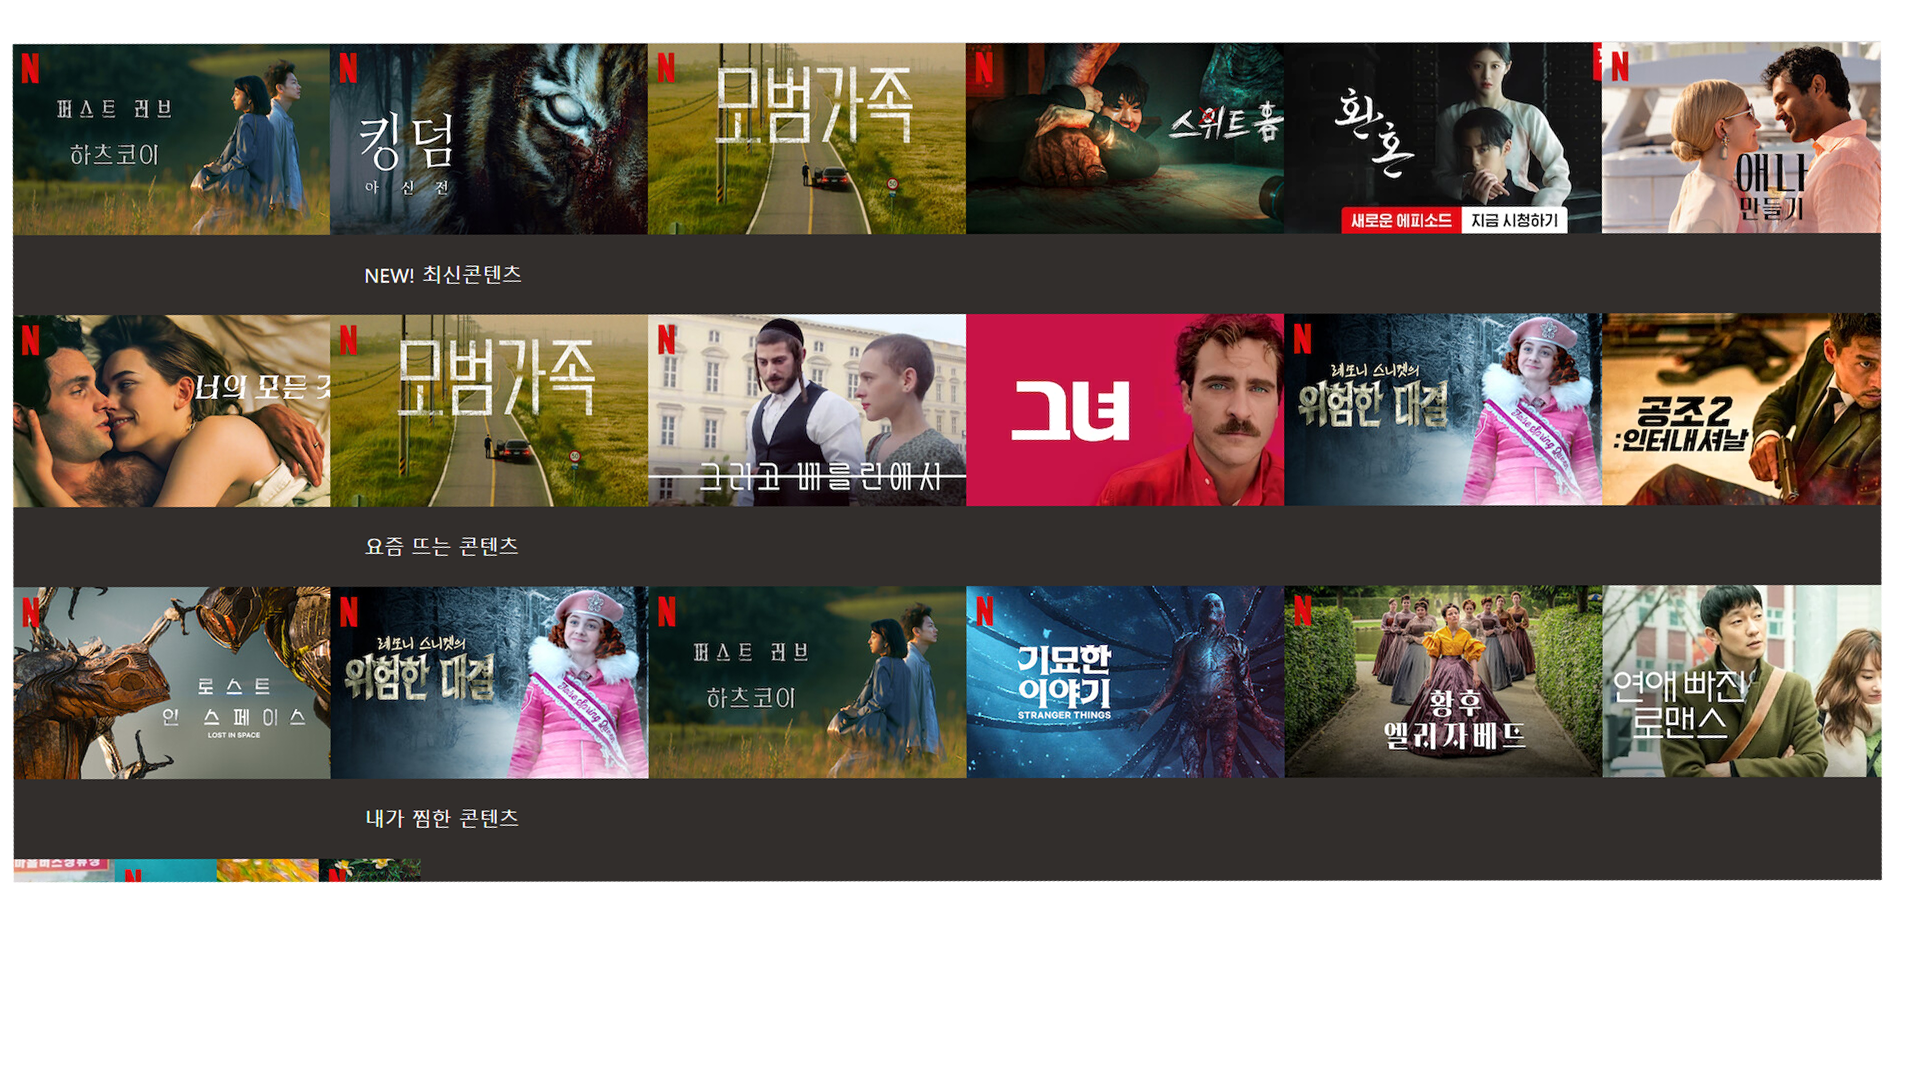 N
퍼스트 러브
하츠코이
N
킹덤
아신전
N
모범가족
N
스위트홈
환혼
새로운 에피소드 지금 시청하기
N
애나
만들기
NEW! 최신콘텐츠
N
너의 모든 것
N
모범가족
N
그리고 베를린에서
그녀
N
레모니 스니켓의
위험한 대결
공조2
:인터내셔날
요즘 뜨는 콘텐츠
N
로스트
인 스페이스
LOST IN SPACE
N
레모니 스니켓의
위험한 대결
N
퍼스트 러브
하츠코이
N
기묘한
이야기
STRANGER THINGS
N
황후
엘리자베트
연애 빠진
로맨스
내가 찜한 콘텐츠
N
N